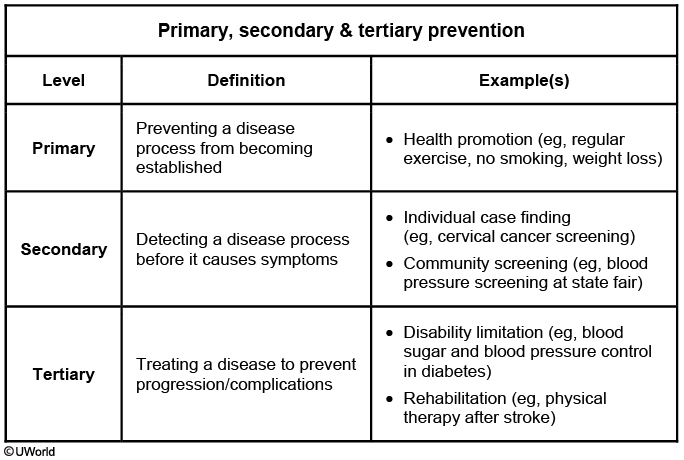 Primary, secondary & tertiary prevention
Level
Definition
Example(s)
Primary
Preventing a disease
process from becoming
established
• Health promotion (eg, regular
exercise, no smoking, weight loss)
Secondary
Detecting a disease process
before it causes symptoms
• Individual case finding
(eg, cervical cancer screening)
• Community screening (eg, blood
pressure screening at state fair)
Tertiary
Treating a disease to prevent
progression/complications
• Disability limitation (eg, blood
sugar and blood pressure control
in diabetes)
• Rehabilitation (eg, physical
therapy after stroke)
©UWorld